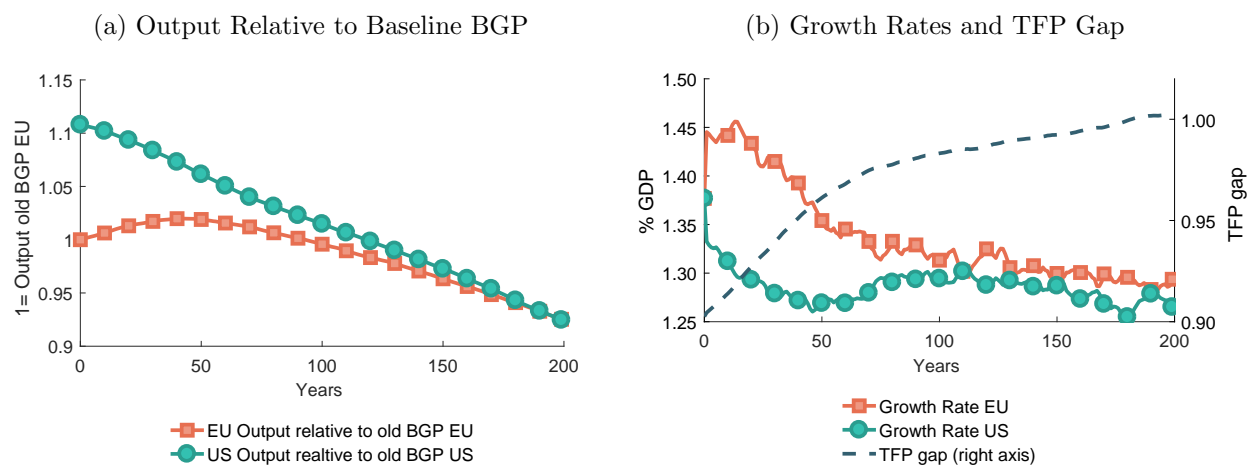 (a) Output Relative to Baseline BGP
1= Output old BGP EU
1.15
1.1
1.05
1
0.95
0.9
0
50
100
150
200
Years
EU Output relative to old BGP EU
US Output realtive to old BGP US
(b) Growth Rates and TFP Gap
% GDP
1.50
1.45
1.40
1.35
1.30
1.25
0
50
100
150
200
Years
1.00
0.95
0.90
TFP gap
Growth Rate EU
Growth Rate US
TFP gap (right axis)